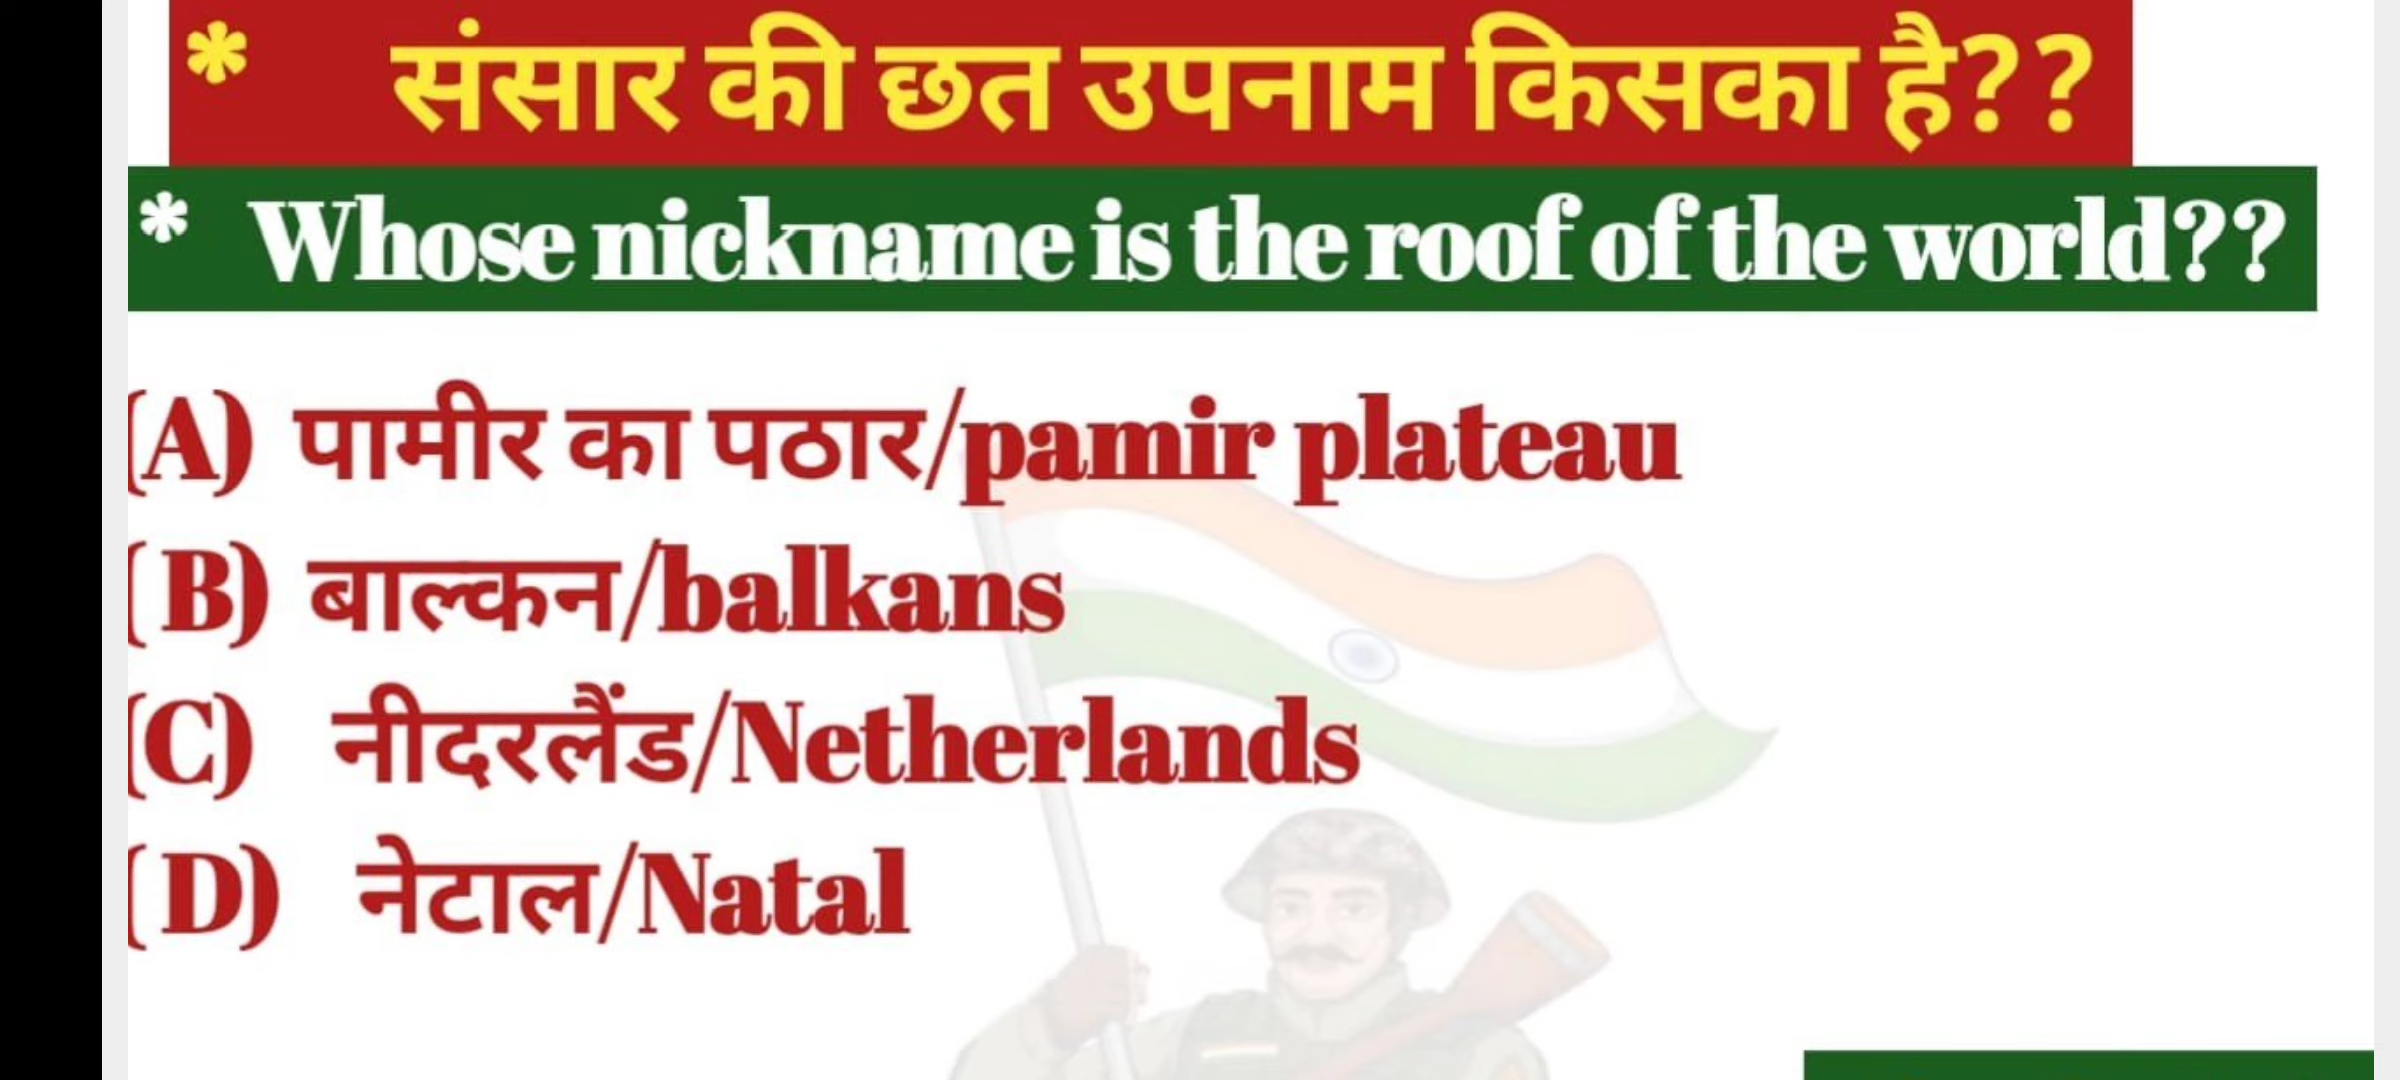 * संसार की छत उपनाम किसका है??
* Whose nickname is the roof of the world??
(A) पामीर का पठार/pamir plateau
( B) बाल्कन/balkans
(C) नीदरलैंड/Netherlands
( D) नेटाल/Natal